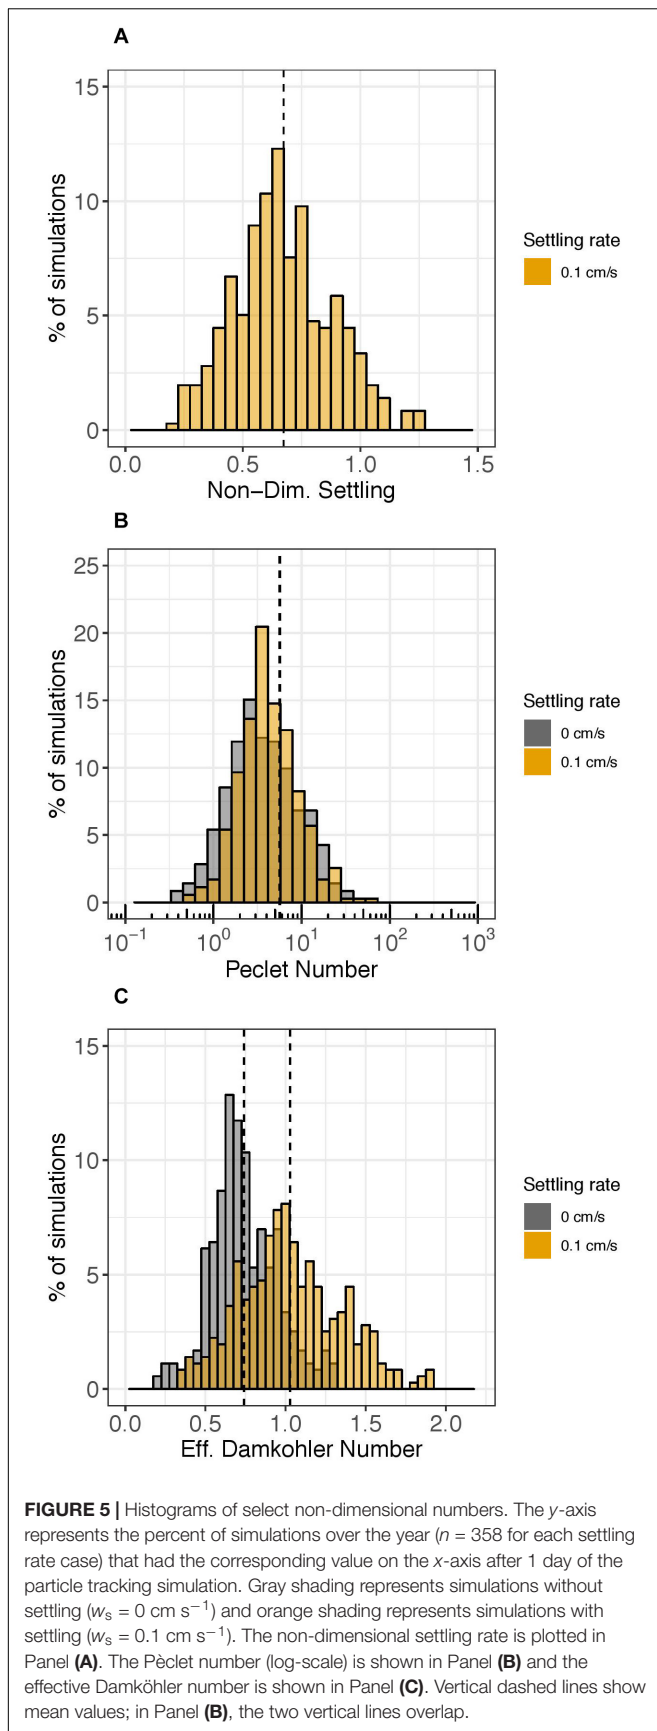 A
% of simulations
15
10
5
0
0.0 0.5 1.0 1.5
Non–Dim. Settling
Settling rate
0.1 cm/s
B
% of simulations
25
20
15
10
5
0
10⁻¹ 10⁰ 10¹ 10² 10³
Peclet Number
Settling rate
0 cm/s
0.1 cm/s
C
% of simulations
15
10
5
0
0.0 0.5 1.0 1.5 2.0
Eff. Damkohler Number
Settling rate
0 cm/s
0.1 cm/s
FIGURE 5 | Histograms of select non-dimensional numbers. The y-axis
represents the percent of simulations over the year (n = 358 for each settling
rate case) that had the corresponding value on the x-axis after 1 day of the
particle tracking simulation. Gray shading represents simulations without
settling (wₛ = 0 cm s⁻¹) and orange shading represents simulations with
settling (wₛ = 0.1 cm s⁻¹). The non-dimensional settling rate is plotted in
Panel (A). The Pèclet number (log-scale) is shown in Panel (B) and the
effective Damköhler number is shown in Panel (C). Vertical dashed lines show
mean values; in Panel (B), the two vertical lines overlap.